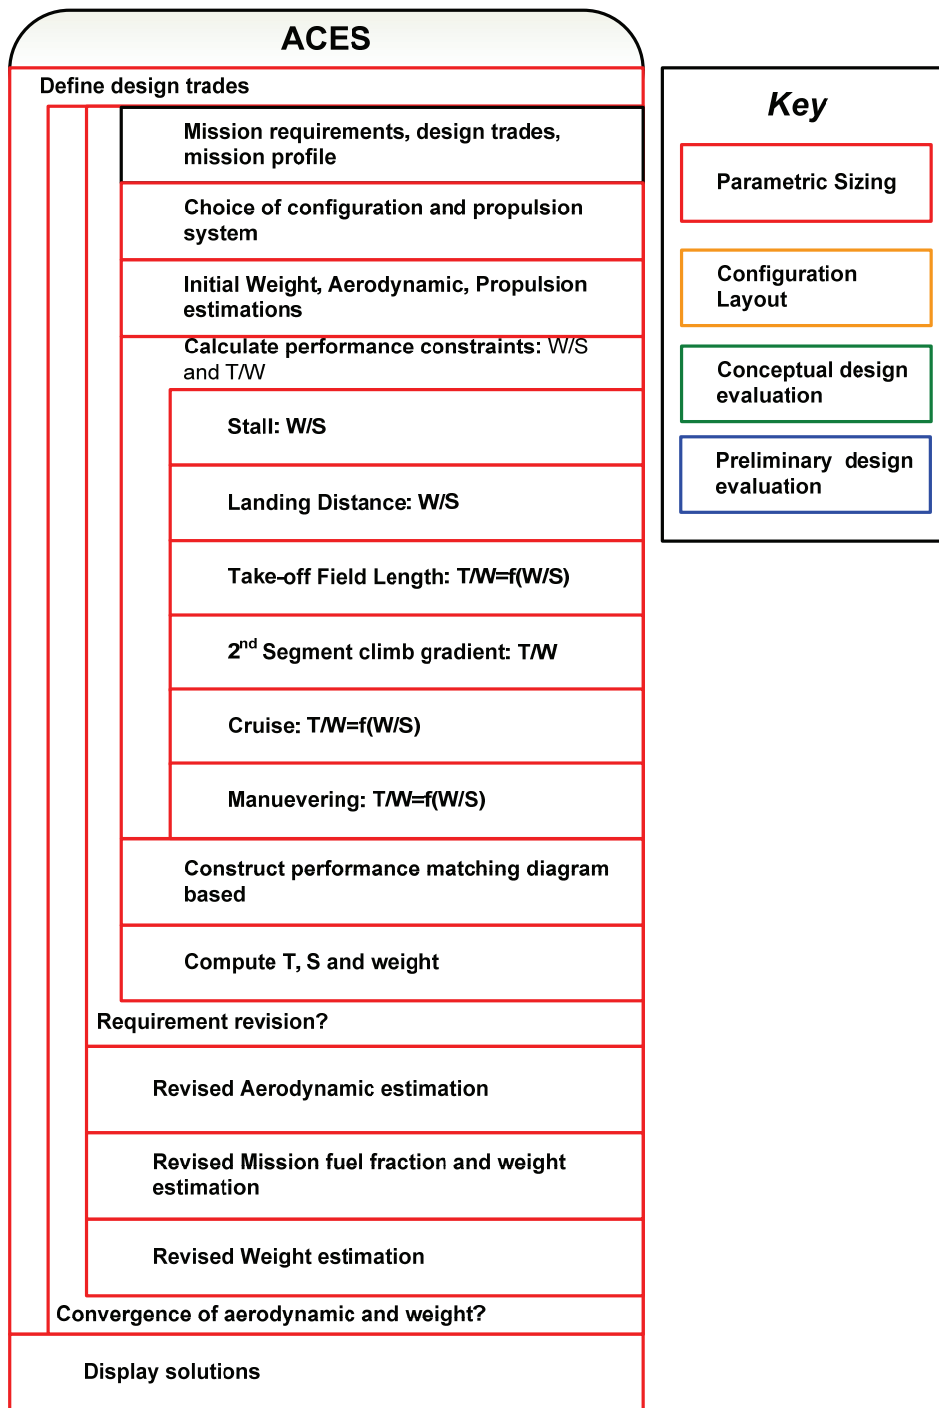 ACES
Define design trades
Mission requirements, design trades,
mission profile
Choice of configuration and propulsion
system
Initial Weight, Aerodynamic, Propulsion
estimations
Calculate performance constraints: W/S
and T/W
Stall: W/S
Landing Distance: W/S
Take-off Field Length: T/W=f(W/S)
2nd Segment climb gradient: T/W
Cruise: T/W=f(W/S)
Manuevering: T/W=f(W/S)
Construct performance matching diagram
based
Compute T, S and weight
Requirement revision?
Revised Aerodynamic estimation
Revised Mission fuel fraction and weight
estimation
Revised Weight estimation
Convergence of aerodynamic and weight?
Display solutions
Key
Parametric Sizing
Configuration
Layout
Conceptual design
evaluation
Preliminary design
evaluation